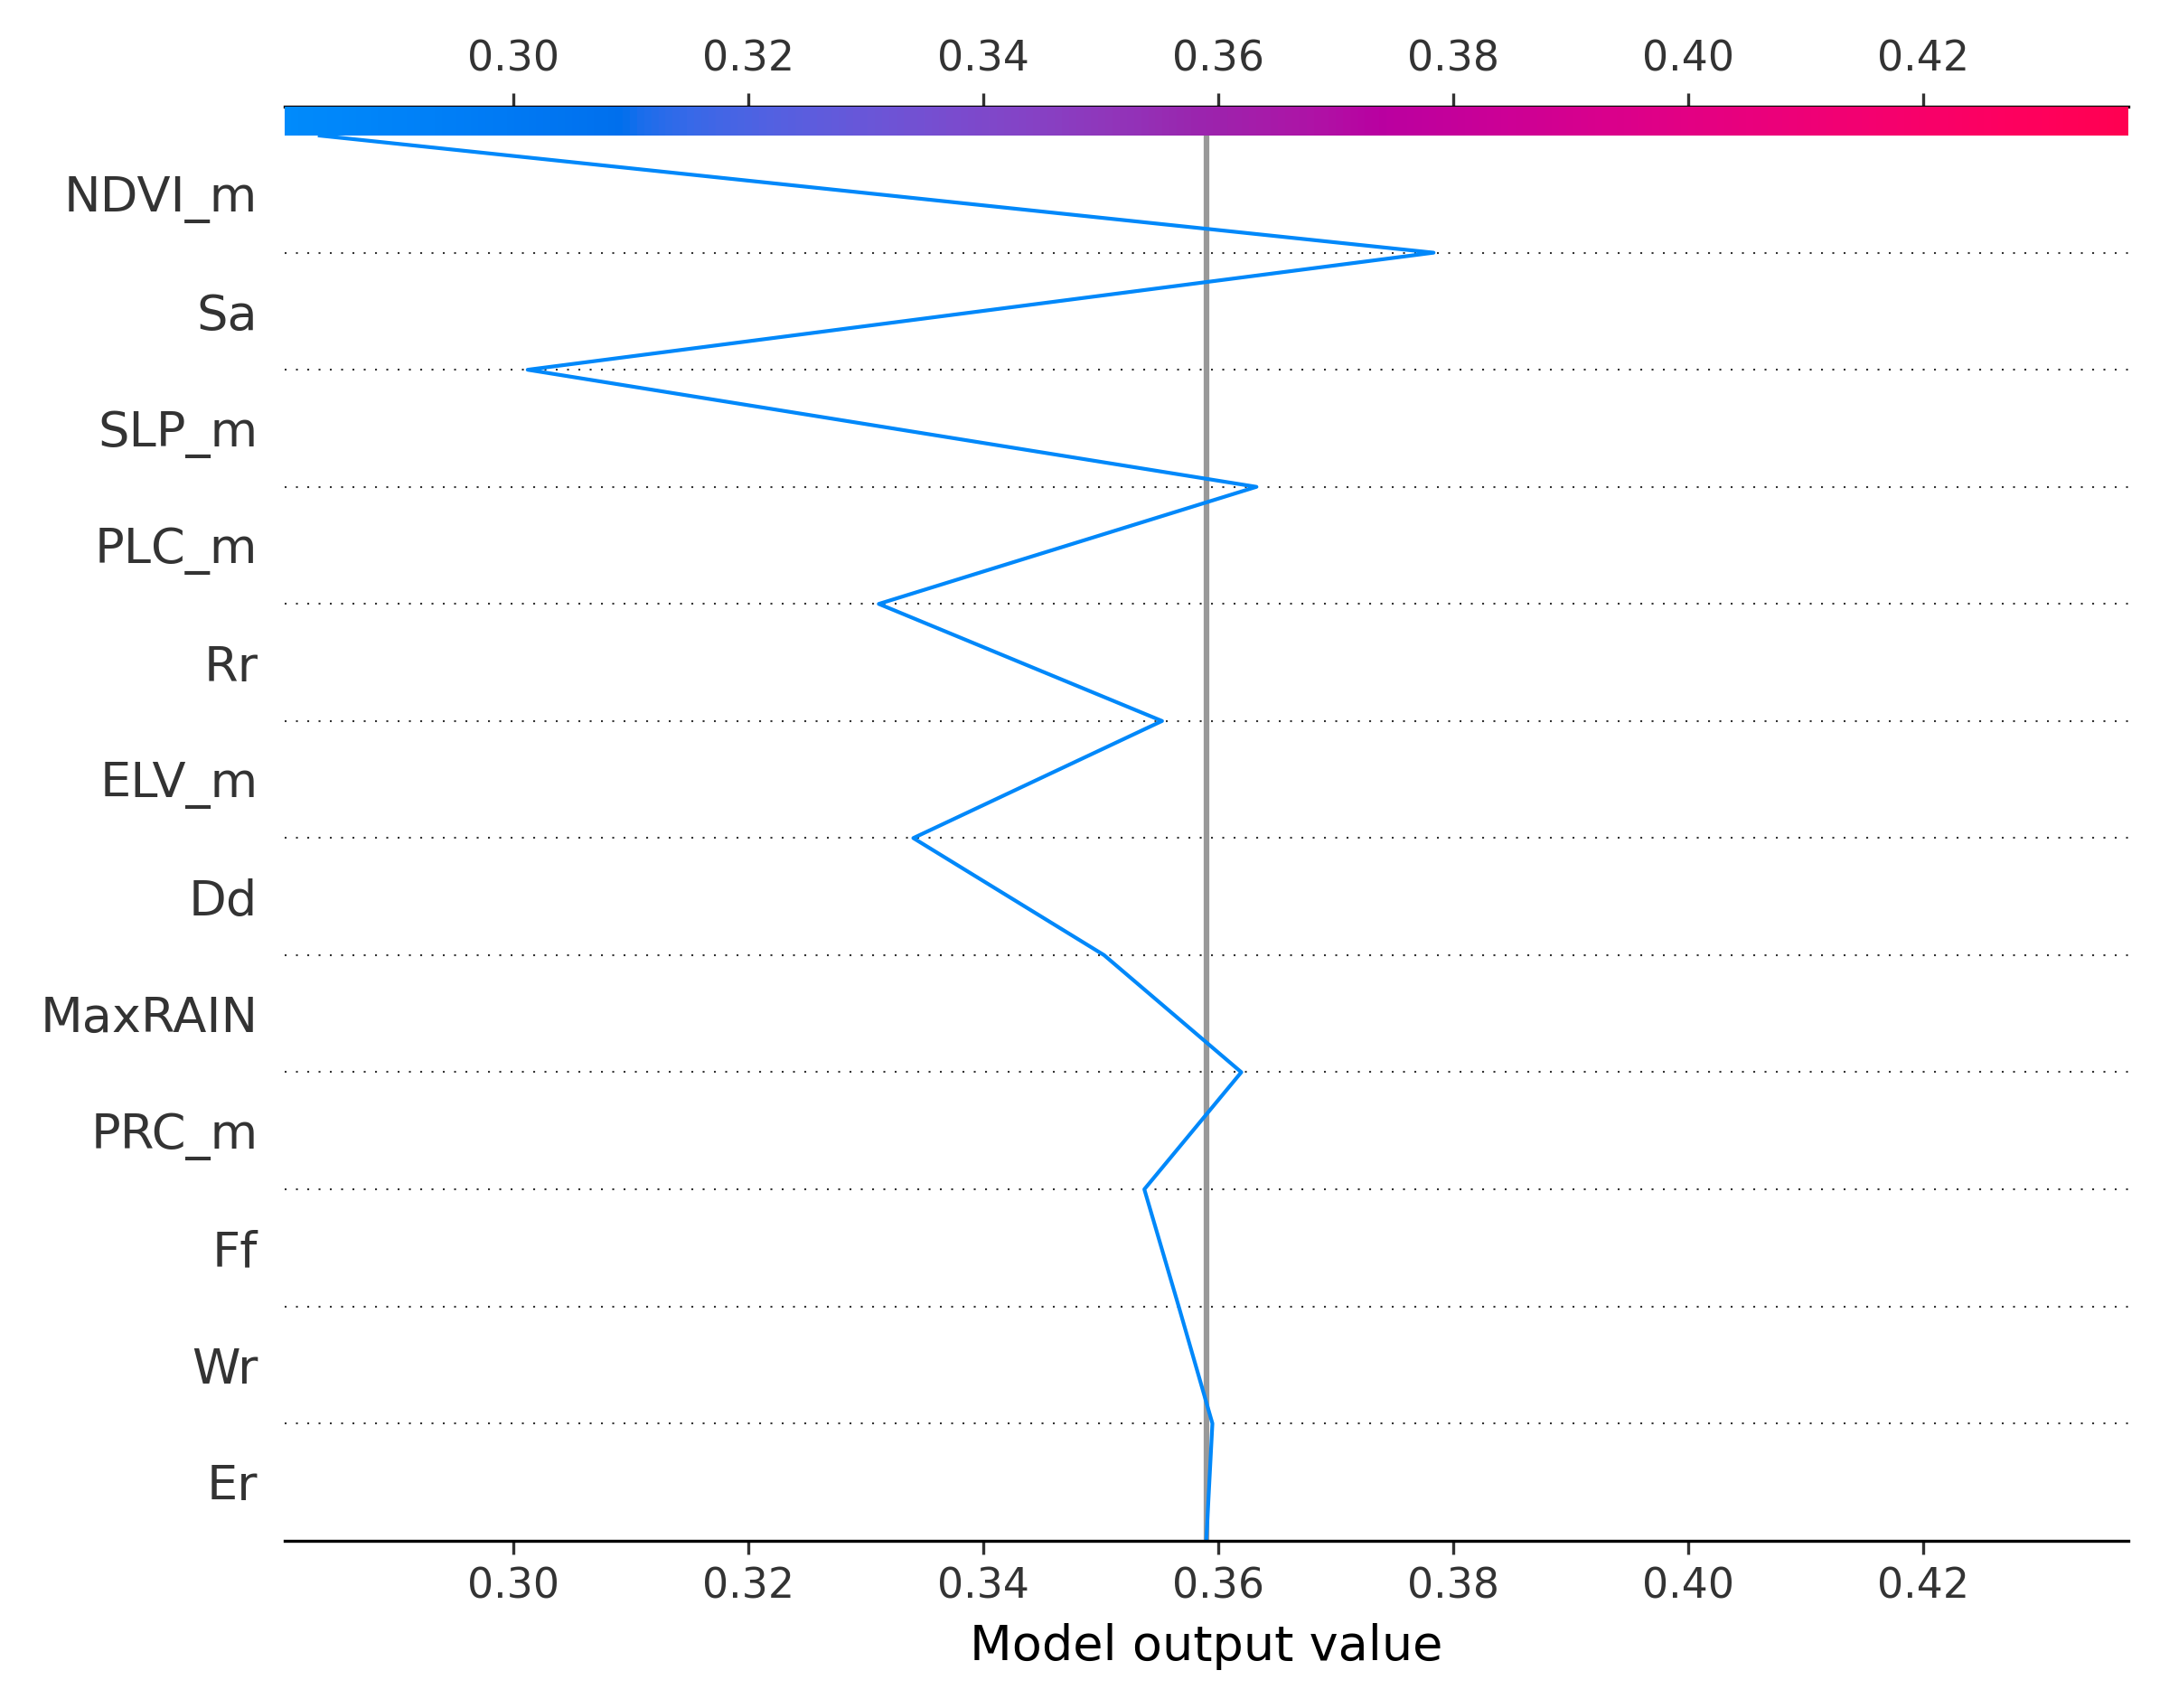 0.30 0.32 0.34 0.36 0.38 0.40 0.42
NDVI_m
Sa
SLP_m
PLC_m
Rr
ELV_m
Dd
MaxRAIN
PRC_m
Ff
Wr
Er
0.30 0.32 0.34 0.36 0.38 0.40 0.42
Model output value